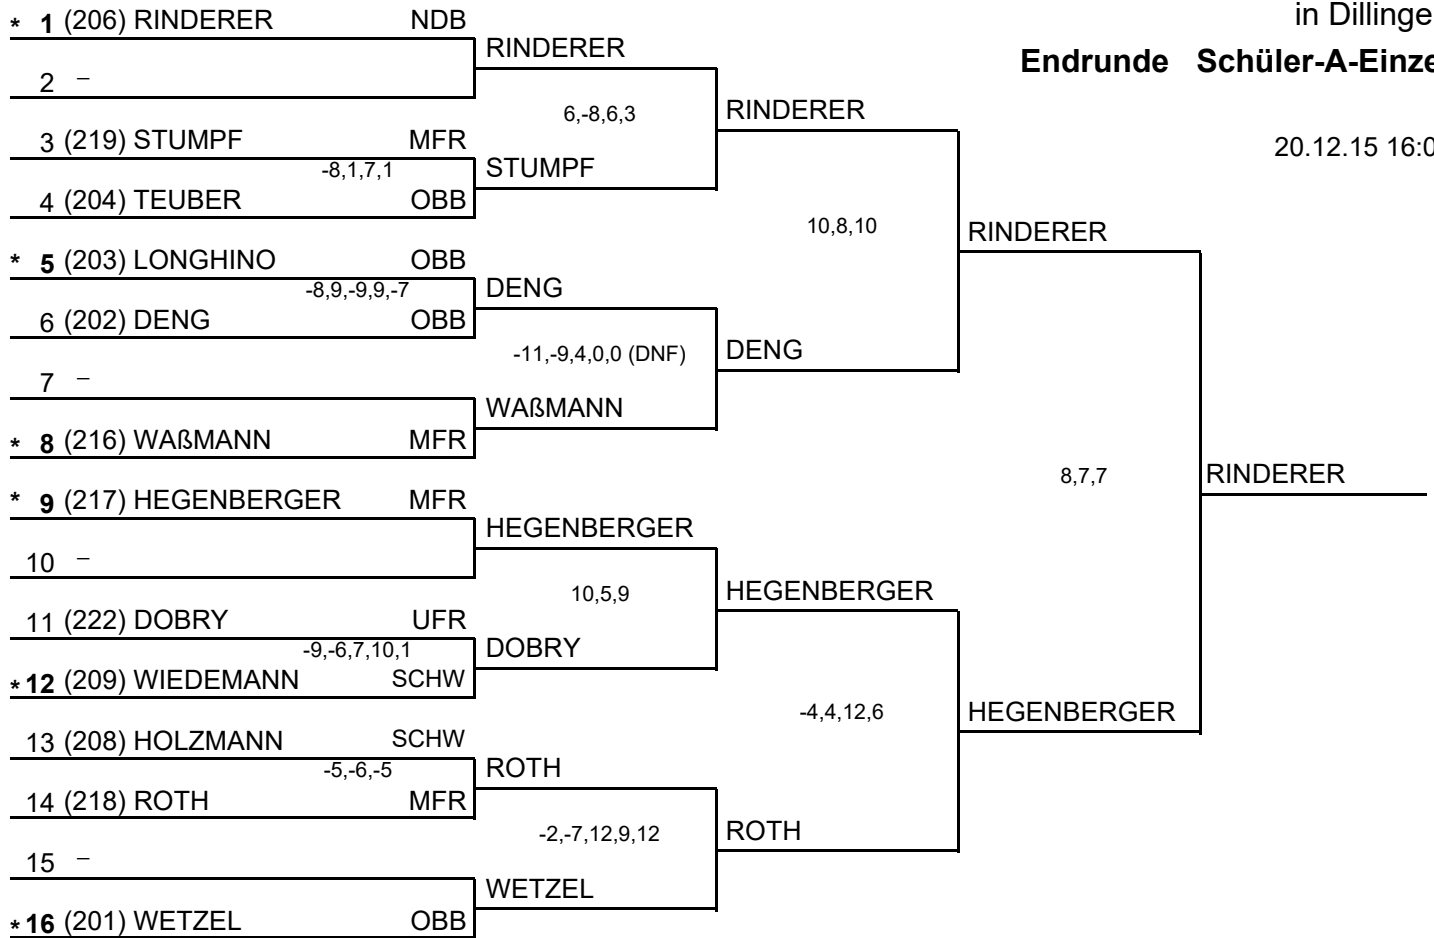 in Dillinge
Endrunde Schüler-A-Einze
20.12.15 16:0
* 1 (206) RINDERER NDB
RINDERER
2 –
6,-8,6,3
RINDERER
3 (219) STUMPF MFR
-8,1,7,1
STUMPF
4 (204) TEUBER OBB
10,8,10
RINDERER
* 5 (203) LONGHINO OBB
-8,9,-9,9,-7
DENG
6 (202) DENG OBB
-11,-9,4,0,0 (DNF)
DENG
7 –
WAßMANN
* 8 (216) WAßMANN MFR
8,7,7
RINDERER
* 9 (217) HEGENBERGER MFR
HEGENBERGER
10 –
10,5,9
HEGENBERGER
11 (222) DOBRY UFR
-9,-6,7,10,1
DOBRY
* 12 (209) WIEDEMANN SCHW
-4,4,12,6
HEGENBERGER
13 (208) HOLZMANN SCHW
-5,-6,-5
ROTH
14 (218) ROTH MFR
-2,-7,12,9,12
ROTH
15 –
WETZEL
* 16 (201) WETZEL OBB